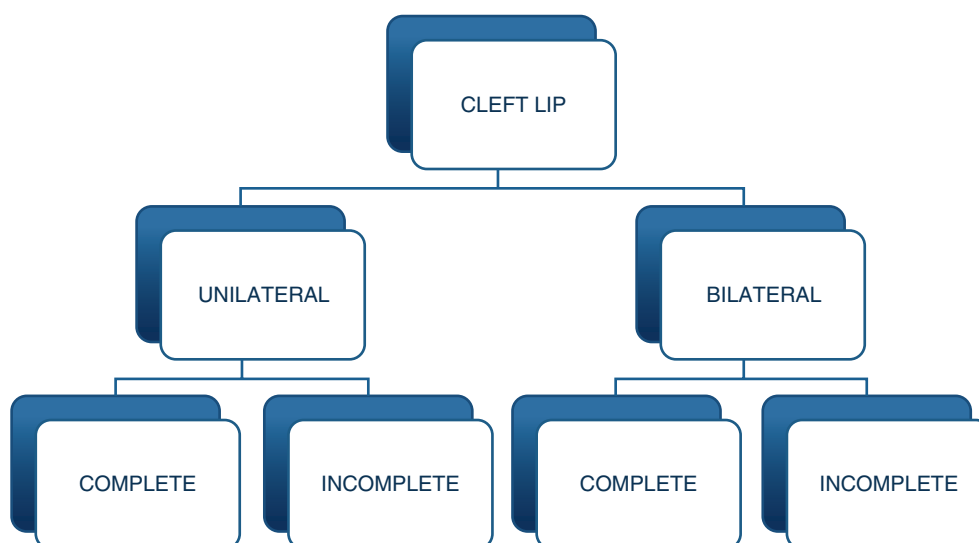 CLEFT LIP
UNILATERAL
BILATERAL
COMPLETE
INCOMPLETE
COMPLETE
INCOMPLETE